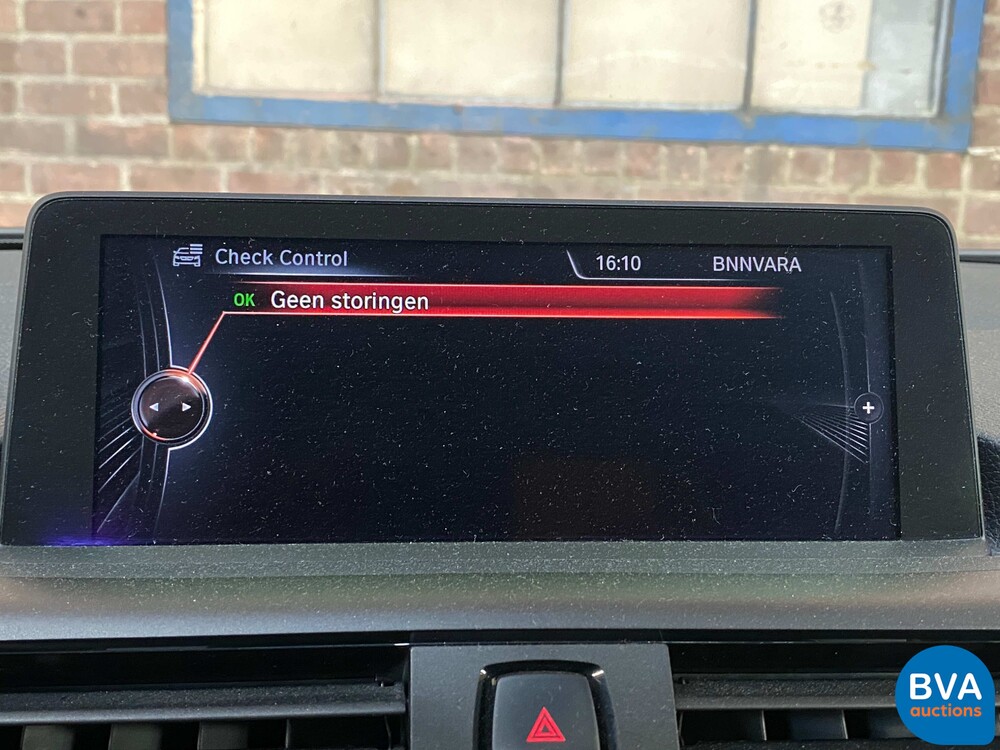 Check Control
16:10
BNNVARA
OK Geen storingen
BVA
auctions